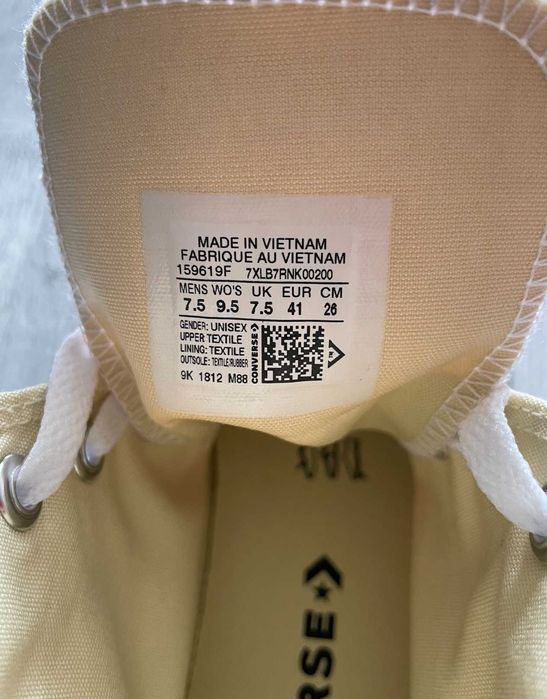 MADE IN VIETNAM
FABRIQUE AU VIETNAM
159619F 7XLB7RNK00200
MENS WO'S UK EUR CM
7.5 9.5 7.5 41 26
GENDER: UNISEX
UPPER TEXTILE
LINING: TEXTILE
OUTSOLE: TEXTILE/RUBBER
9K 1812 M88
CONVERSE